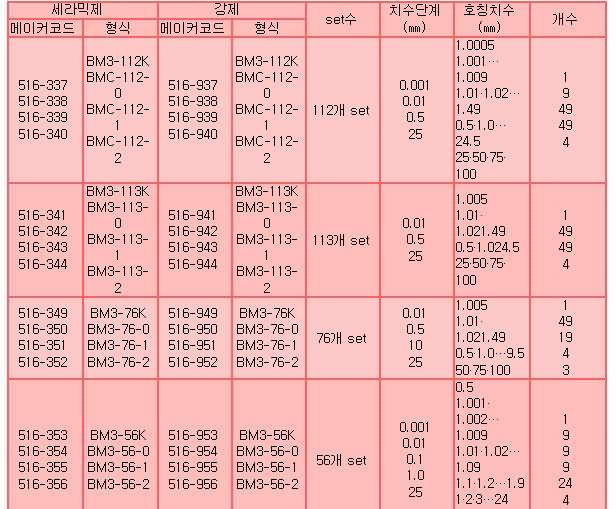 세라믹제 강제 set수 치수단계 (㎜) 호칭치수 (㎜) 개수
메이커코드 형식 메이커코드 형식
516-337
516-338
516-339
516-340
BM3-112K
BMC-112-
0
BMC-112-
1
BMC-112-
2
516-937
516-938
516-939
516-940
BM3-112K
BMC-112-
0
BMC-112-
1
BMC-112-
2
112개 set
0.001
0.01
0.5
25
1.0005
1.001…
1.009
1.01·1.02…
1.49
0.5·1.0…
24.5
25·50·75·
100
1
9
49
49
4
516-341
516-342
516-343
516-344
BM3-113K
BM3-113-
0
BM3-113-
1
BM3-113-
2
516-941
516-942
516-943
516-944
BM3-113K
BM3-113-
0
BM3-113-
1
BM3-113-
2
113개 set
0.01
0.5
25
1.005
1.01·
1.021.49
0.5·1.024.5
25·50·75·
100
1
49
49
4
516-349
516-350
516-351
516-352
BM3-76K
BM3-76-0
BM3-76-1
BM3-76-2
516-949
516-950
516-951
516-952
BM3-76K
BM3-76-0
BM3-76-1
BM3-76-2
76개 set
0.01
0.5
10
25
1.005
1.01·
1.021.49
0.5·1.0…9.5
50·75·100
1
49
19
4
3
516-353
516-354
516-355
516-356
BM3-56K
BM3-56-0
BM3-56-1
BM3-56-2
516-953
516-954
516-955
516-956
BM3-56K
BM3-56-0
BM3-56-1
BM3-56-2
56개 set
0.001
0.01
0.1
1.0
25
0.5
1.001·
1.002…
1.009
1.01·1.02…
1.09
1.1·1.2…1.9
1·2·3…24
1
9
9
9
24
4